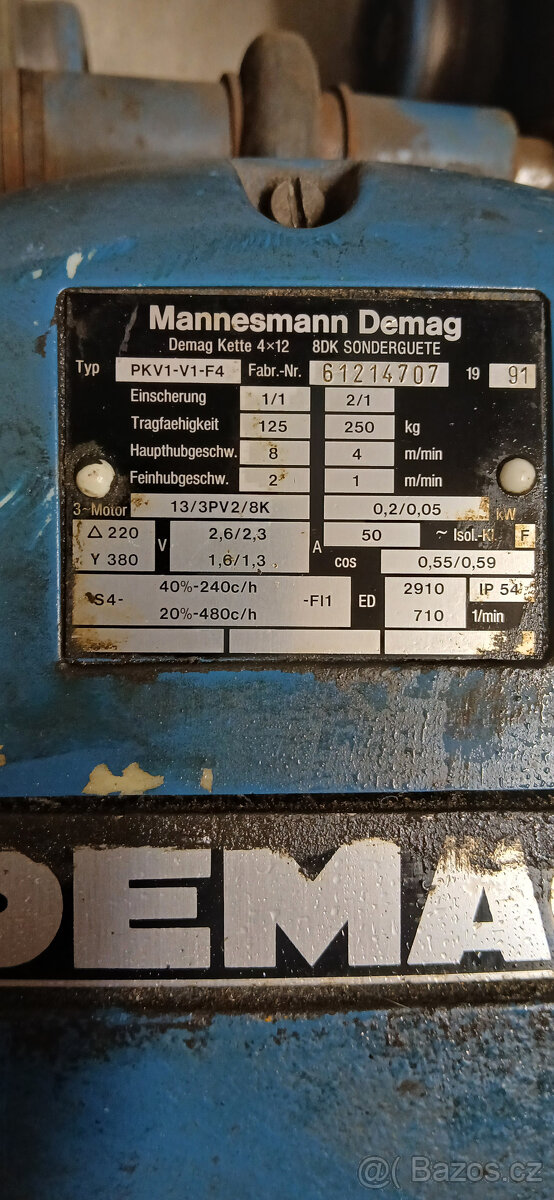 Mannesmann Demag
Demag Kette 4×12 8DK SONDERGUETE
Typ PKV1-V1-F4 Fabr.-Nr. 61214707 19 91
Einscherung 1/1 2/1
Tragfaehigkeit 125 250 kg
Haupthubgeschw. 8 4 m/min
Feinhubgeschw. 2 1 m/min
3~Motor 13/3PV2/8K 0,2/0,05 kW
△ 220 V 2,6/2,3 A 50 ~ Isol.-Kl. F
Y 380 1,6/1,3 cos 0,55/0,59
S4- 40%-240c/h -FI1 ED 2910 IP 54
20%-480c/h 710 1/min
DEMAG
Bazos.cz